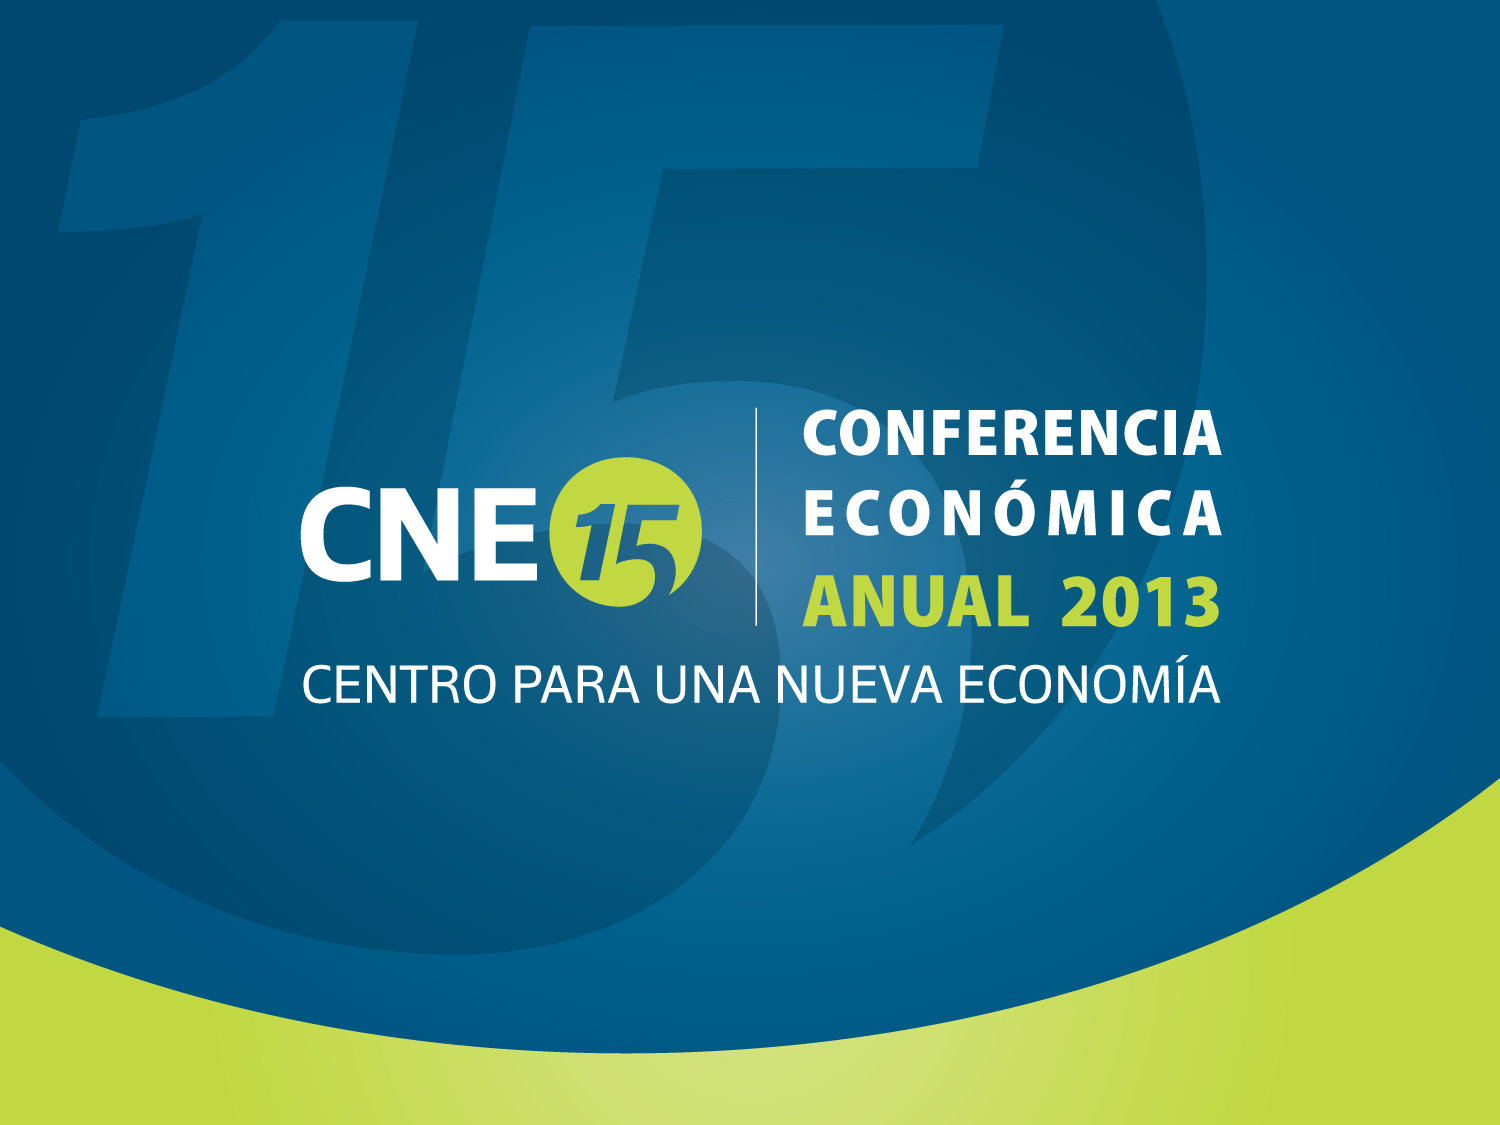 CNE 15
CONFERENCIA
ECONÓMICA
ANUAL 2013
CENTRO PARA UNA NUEVA ECONOMÍA